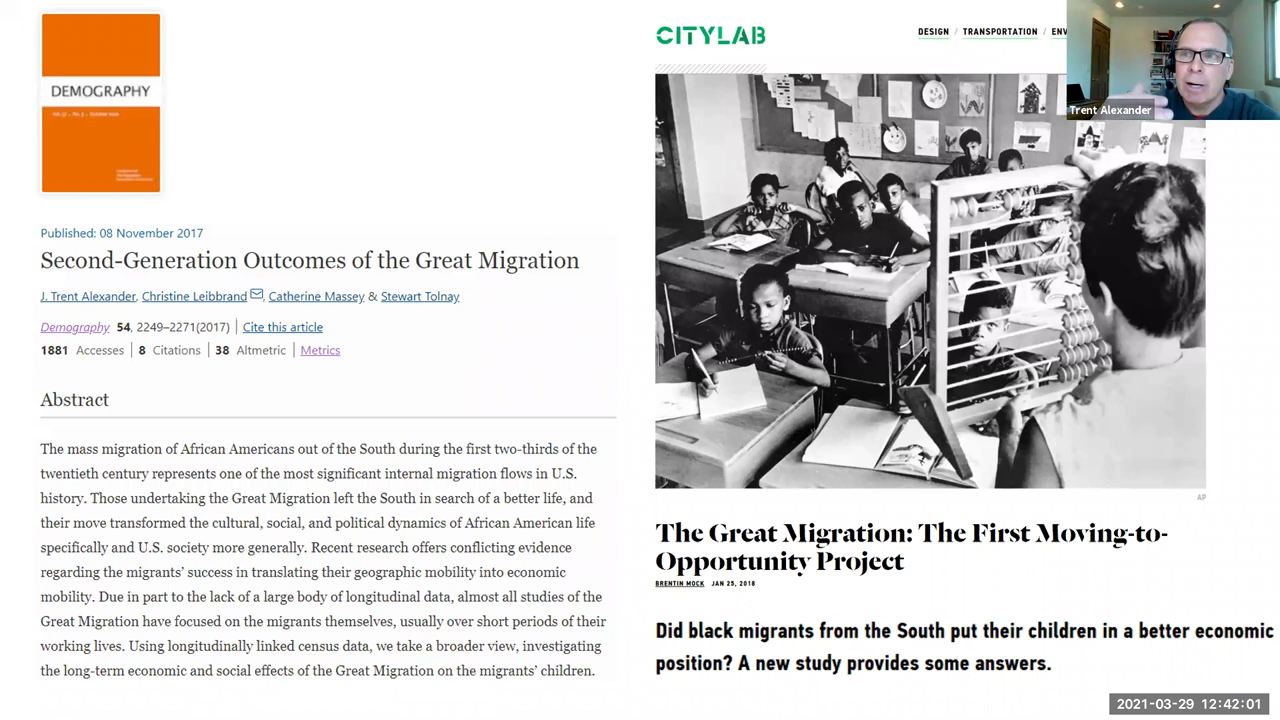 DEMOGRAPHY
Published: 08 November 2017
Second-Generation Outcomes of the Great Migration
J. Trent Alexander, Christine Leibbrand, Catherine Massey & Stewart Tolnay
Demography 54, 2249–2271(2017) | Cite this article
1881 Accesses | 8 Citations | 38 Altmetric | Metrics
Abstract
The mass migration of African Americans out of the South during the first two-thirds of the
twentieth century represents one of the most significant internal migration flows in U.S.
history. Those undertaking the Great Migration left the South in search of a better life, and
their move transformed the cultural, social, and political dynamics of African American life
specifically and U.S. society more generally. Recent research offers conflicting evidence
regarding the migrants’ success in translating their geographic mobility into economic
mobility. Due in part to the lack of a large body of longitudinal data, almost all studies of the
Great Migration have focused on the migrants themselves, usually over short periods of their
working lives. Using longitudinally linked census data, we take a broader view, investigating
the long-term economic and social effects of the Great Migration on the migrants’ children.
CITYLAB
DESIGN / TRANSPORTATION / ENV
Trent Alexander
AP
The Great Migration: The First Moving-to-
Opportunity Project
BRENTIN MOCK JAN 25, 2018
Did black migrants from the South put their children in a better economic
position? A new study provides some answers.
2021-03-29 12:42:01